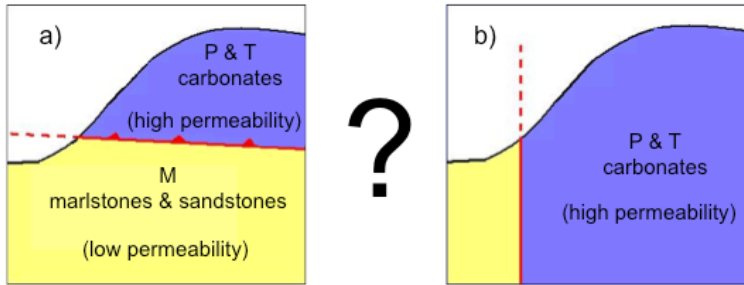 a)
P & T
carbonates
(high permeability)
M
marlstones & sandstones
(low permeability)
?
b)
P & T
carbonates
(high permeability)